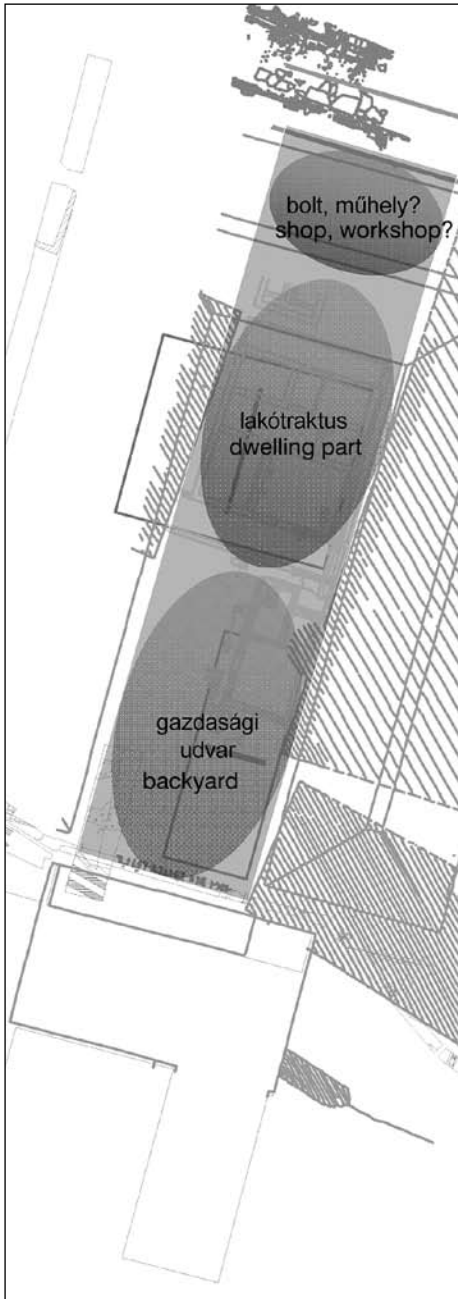 bolt, műhely?
shop, workshop?
lakótraktus
dwelling part
gazdasági
udvar
backyard